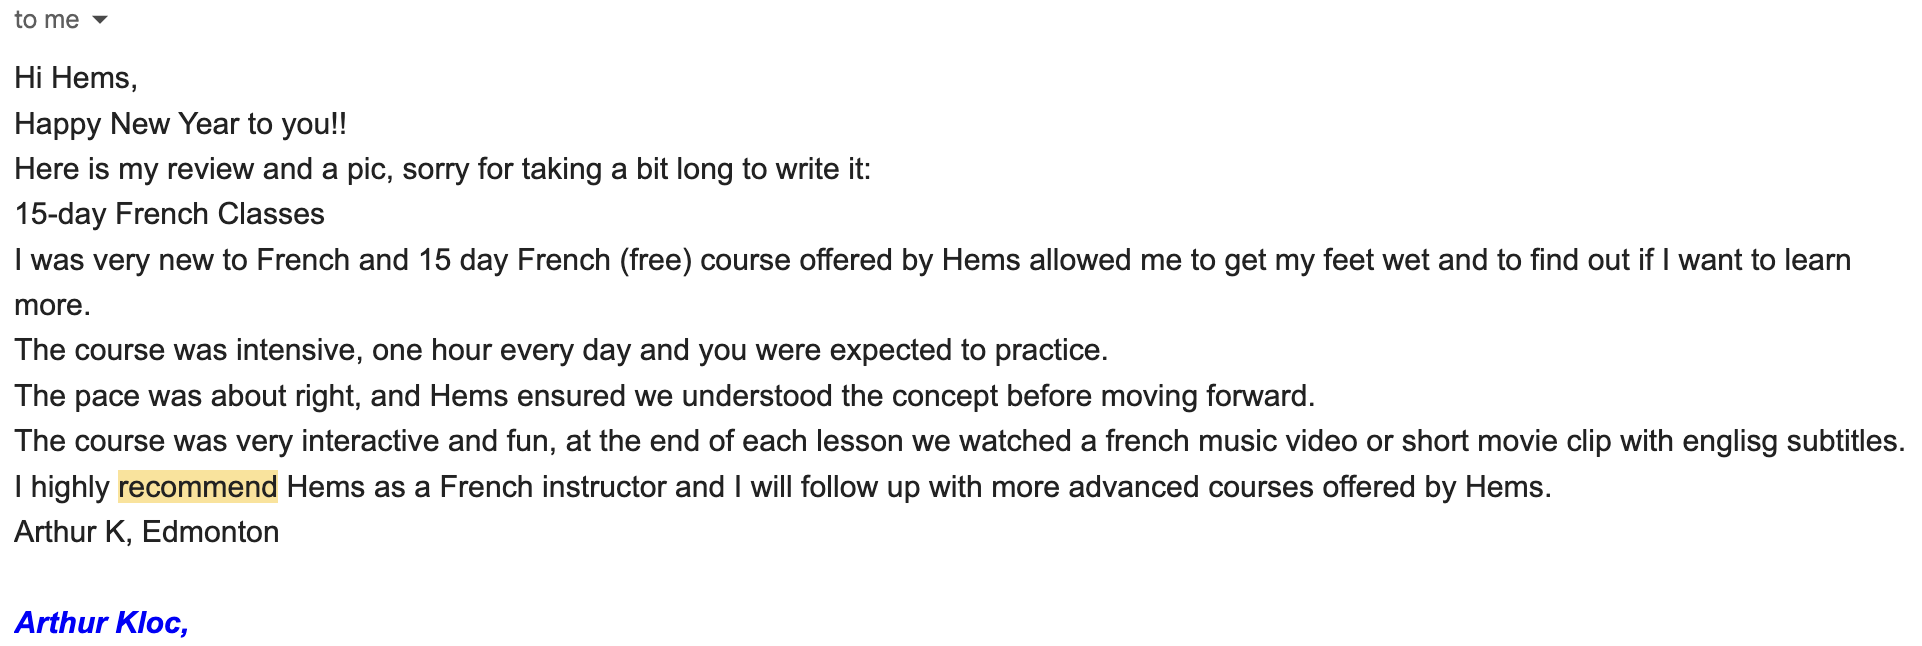 to me
Hi Hems,
Happy New Year to you!!
Here is my review and a pic, sorry for taking a bit long to write it:
15-day French Classes
I was very new to French and 15 day French (free) course offered by Hems allowed me to get my feet wet and to find out if I want to learn
more.
The course was intensive, one hour every day and you were expected to practice.
The pace was about right, and Hems ensured we understood the concept before moving forward.
The course was very interactive and fun, at the end of each lesson we watched a french music video or short movie clip with englisg subtitles.
I highly recommend Hems as a French instructor and I will follow up with more advanced courses offered by Hems.
Arthur K, Edmonton
Arthur Kloc,